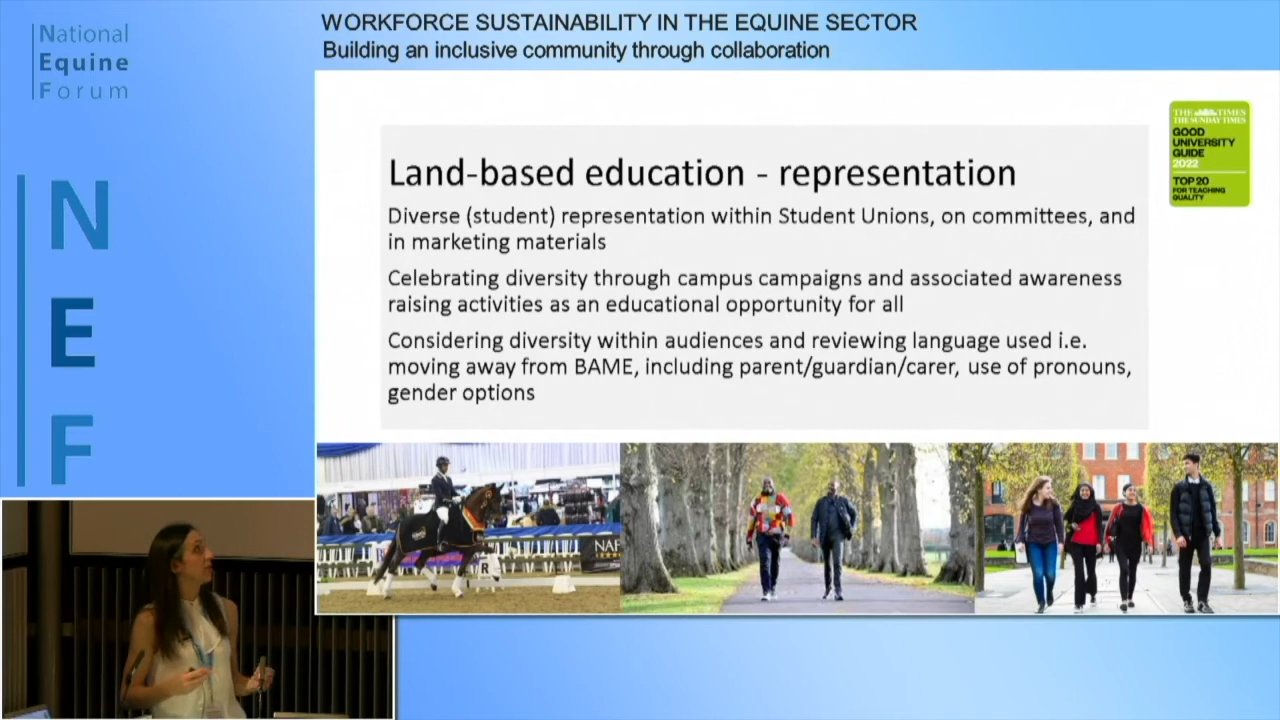 National
Equine
Forum
WORKFORCE SUSTAINABILITY IN THE EQUINE SECTOR
Building an inclusive community through collaboration
N
E
F
THE TIMES
THE SUNDAY TIMES
GOOD
UNIVERSITY
GUIDE
2022
TOP 20
FOR TEACHING
QUALITY
Land-based education - representation
Diverse (student) representation within Student Unions, on committees, and
in marketing materials
Celebrating diversity through campus campaigns and associated awareness
raising activities as an educational opportunity for all
Considering diversity within audiences and reviewing language used i.e.
moving away from BAME, including parent/guardian/carer, use of pronouns,
gender options
R